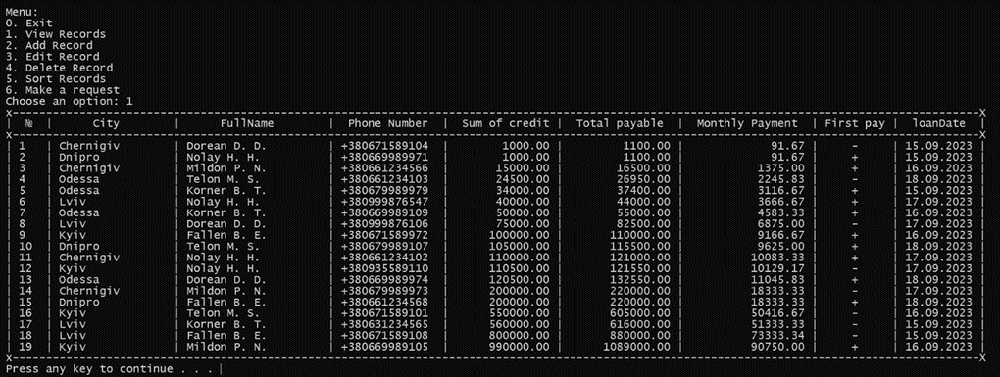 Menu:
0. Exit
1. View Records
2. Add Record
3. Edit Record
4. Delete Record
5. Sort Records
6. Make a request
Choose an option: 1
| № | City | FullName | Phone Number | Sum of credit | Total payable | Monthly Payment | First pay | loanDate |
| 1 | Chernigiv | Dorean D. D. | +380671589104 | 1000.00 | 1100.00 | 91.67 | - | 15.09.2023 |
| 2 | Dnipro | Nolay H. H. | +380669989971 | 1000.00 | 1100.00 | 91.67 | + | 15.09.2023 |
| 3 | Chernigiv | Mildon P. N. | +380661234566 | 15000.00 | 16500.00 | 1375.00 | + | 15.09.2023 |
| 4 | Odessa | Telon M. S. | +380661234103 | 24500.00 | 26950.00 | 2245.83 | - | 18.09.2023 |
| 5 | Odessa | Korner B. T. | +380679989979 | 34000.00 | 37400.00 | 3116.67 | + | 15.09.2023 |
| 6 | Lviv | Nolay H. H. | +380999876547 | 40000.00 | 44000.00 | 3666.67 | + | 17.09.2023 |
| 7 | Odessa | Korner B. T. | +380669989109 | 50000.00 | 55000.00 | 4583.33 | + | 16.09.2023 |
| 8 | Lviv | Dorean D. D. | +380999876106 | 75000.00 | 82500.00 | 6875.00 | - | 17.09.2023 |
| 9 | Kyiv | Fallen B. E. | +380671589972 | 100000.00 | 110000.00 | 9166.67 | + | 16.09.2023 |
| 10 | Dnipro | Telon M. S. | +380679989107 | 105000.00 | 115500.00 | 9625.00 | + | 18.09.2023 |
| 11 | Chernigiv | Nolay H. H. | +380661234102 | 110000.00 | 121000.00 | 10083.33 | + | 17.09.2023 |
| 12 | Kyiv | Nolay H. H. | +380935589110 | 110500.00 | 121550.00 | 10129.17 | - | 17.09.2023 |
| 13 | Odessa | Dorean D. D. | +380669989974 | 120500.00 | 132550.00 | 11045.83 | + | 18.09.2023 |
| 14 | Chernigiv | Mildon P. N. | +380679989973 | 200000.00 | 220000.00 | 18333.33 | - | 17.09.2023 |
| 15 | Dnipro | Fallen B. E. | +380661234568 | 200000.00 | 220000.00 | 18333.33 | + | 18.09.2023 |
| 16 | Kyiv | Telon M. S. | +380671589101 | 550000.00 | 605000.00 | 50416.67 | - | 16.09.2023 |
| 17 | Lviv | Korner B. T. | +380631234565 | 560000.00 | 616000.00 | 51333.33 | - | 15.09.2023 |
| 18 | Lviv | Fallen B. E. | +380671589108 | 800000.00 | 880000.00 | 73333.34 | - | 15.09.2023 |
| 19 | Kyiv | Mildon P. N. | +380669989105 | 990000.00 | 1089000.00 | 90750.00 | + | 16.09.2023 |
Press any key to continue . . .